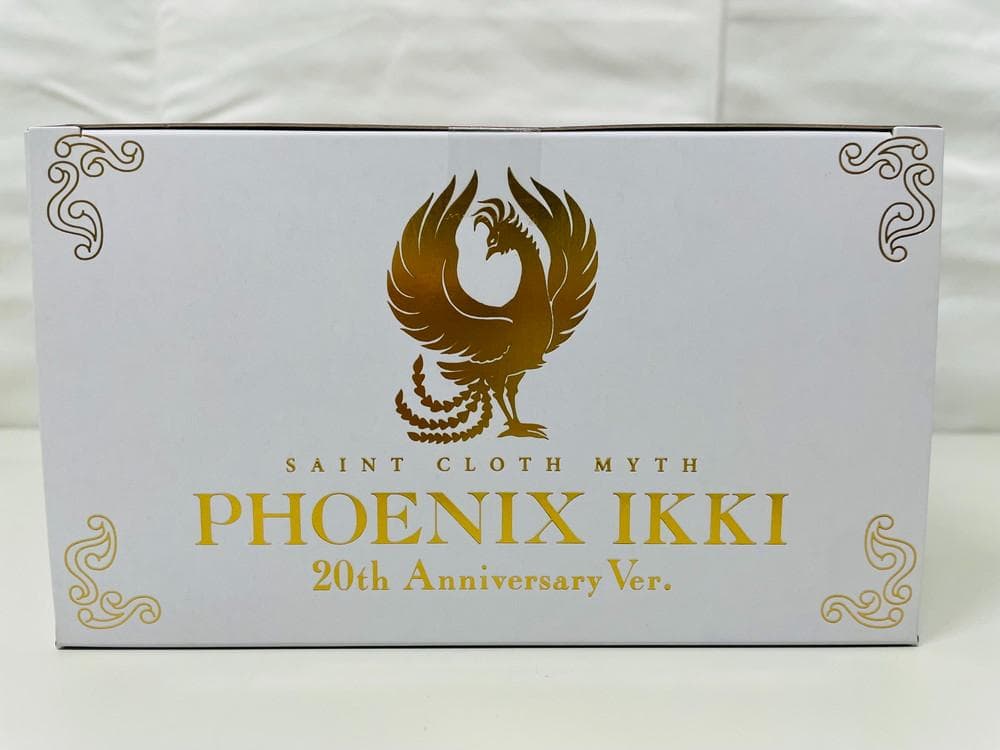 SAINT CLOTH MYTH
PHOENIX IKKI
20th Anniversary Ver.